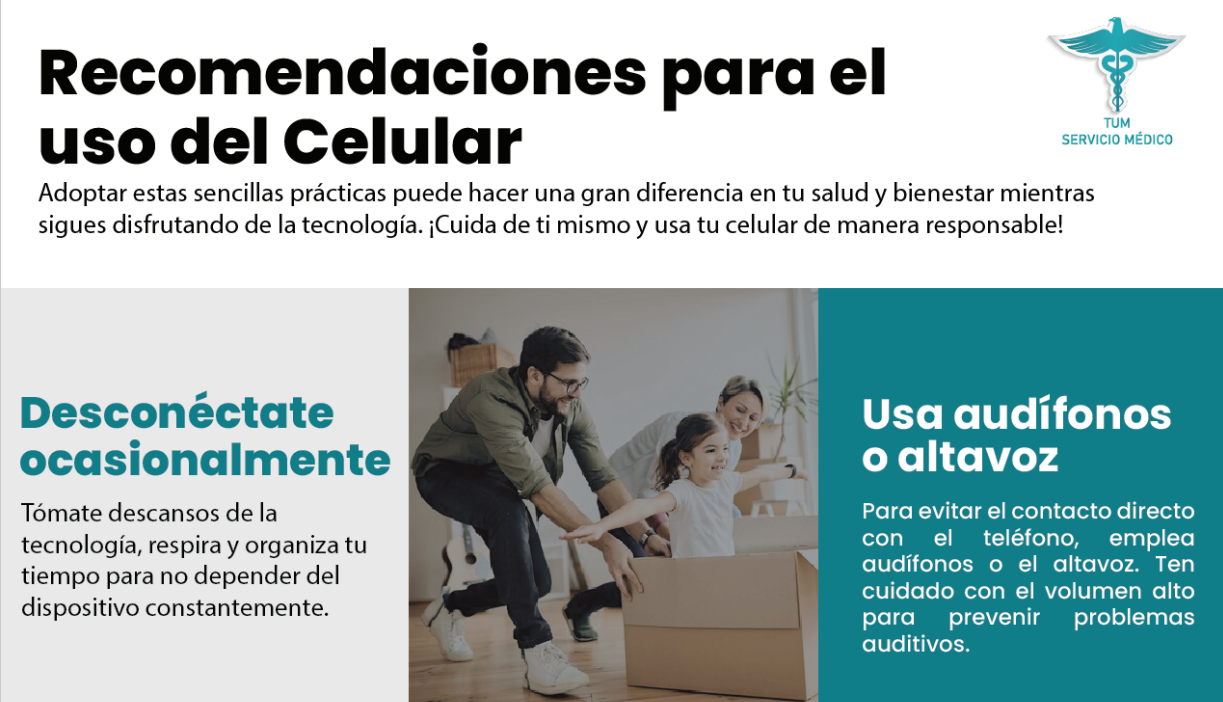 Recomendaciones para el
uso del Celular
Adoptar estas sencillas prácticas puede hacer una gran diferencia en tu salud y bienestar mientras
sigues disfrutando de la tecnología. ¡Cuida de ti mismo y usa tu celular de manera responsable!
TUM
SERVICIO MÉDICO
Desconéctate
ocasionalmente
Tómate descansos de la
tecnología, respira y organiza tu
tiempo para no depender del
dispositivo constantemente.
Usa audífonos
o altavoz
Para evitar el contacto directo
con el teléfono, emplea
audífonos o el altavoz. Ten
cuidado con el volumen alto
para prevenir problemas
auditivos.